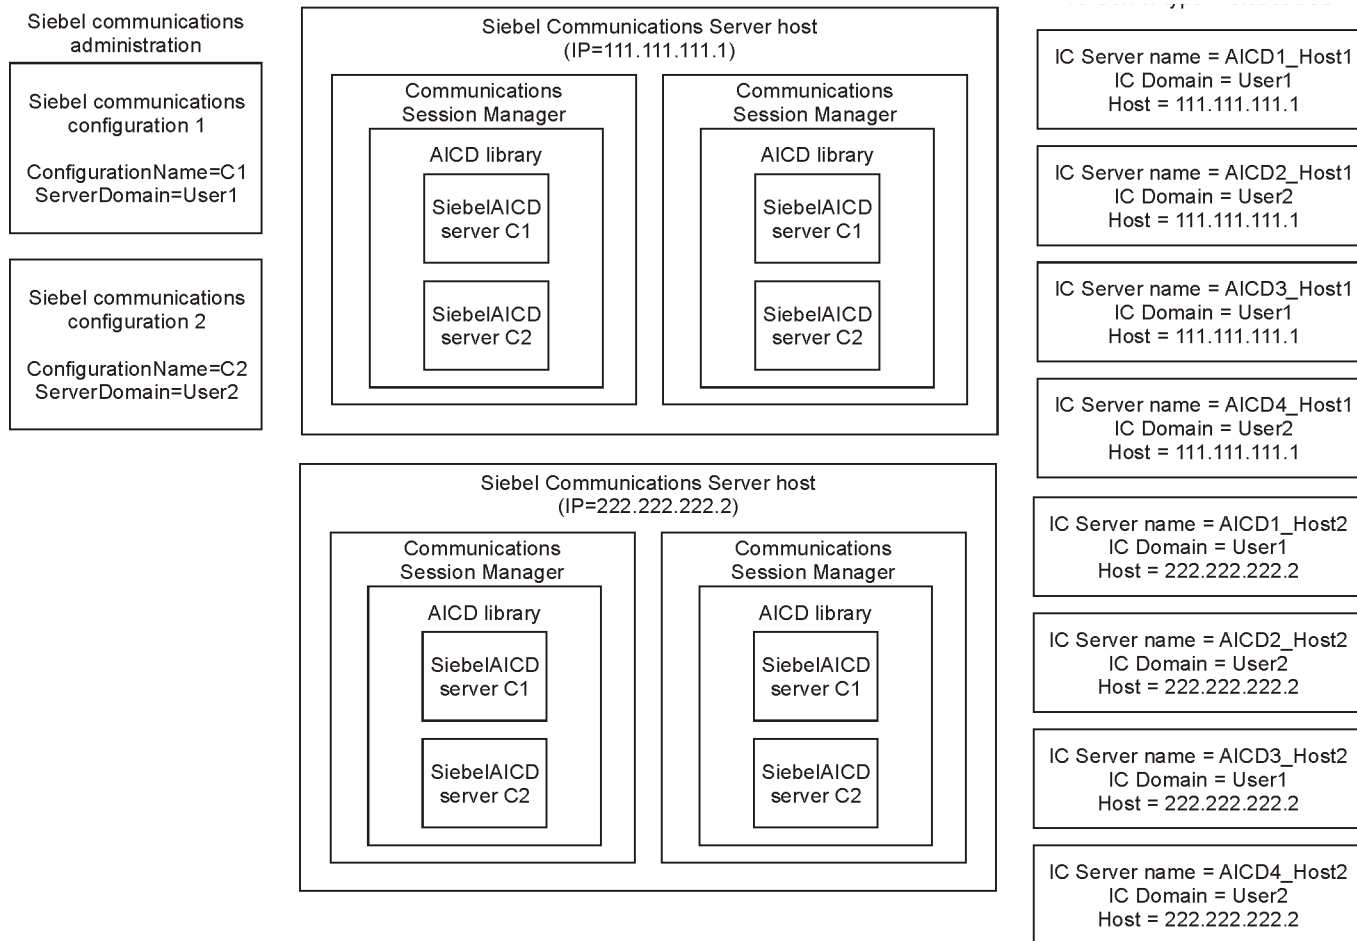 Siebel communications
administration
Siebel communications
configuration 1
ConfigurationName=C1
ServerDomain=User1
Siebel communications
configuration 2
ConfigurationName=C2
ServerDomain=User2
Siebel Communications Server host
(IP=111.111.111.1)
Communications
Session Manager
AICD library
SiebelAICD
server C1
SiebelAICD
server C2
Communications
Session Manager
AICD library
SiebelAICD
server C1
SiebelAICD
server C2
Siebel Communications Server host
(IP=222.222.222.2)
Communications
Session Manager
AICD library
SiebelAICD
server C1
SiebelAICD
server C2
Communications
Session Manager
AICD library
SiebelAICD
server C1
SiebelAICD
server C2
IC Server name = AICD1_Host1
IC Domain = User1
Host = 111.111.111.1
IC Server name = AICD2_Host1
IC Domain = User2
Host = 111.111.111.1
IC Server name = AICD3_Host1
IC Domain = User1
Host = 111.111.111.1
IC Server name = AICD4_Host1
IC Domain = User2
Host = 111.111.111.1
IC Server name = AICD1_Host2
IC Domain = User1
Host = 222.222.222.2
IC Server name = AICD2_Host2
IC Domain = User2
Host = 222.222.222.2
IC Server name = AICD3_Host2
IC Domain = User1
Host = 222.222.222.2
IC Server name = AICD4_Host2
IC Domain = User2
Host = 222.222.222.2